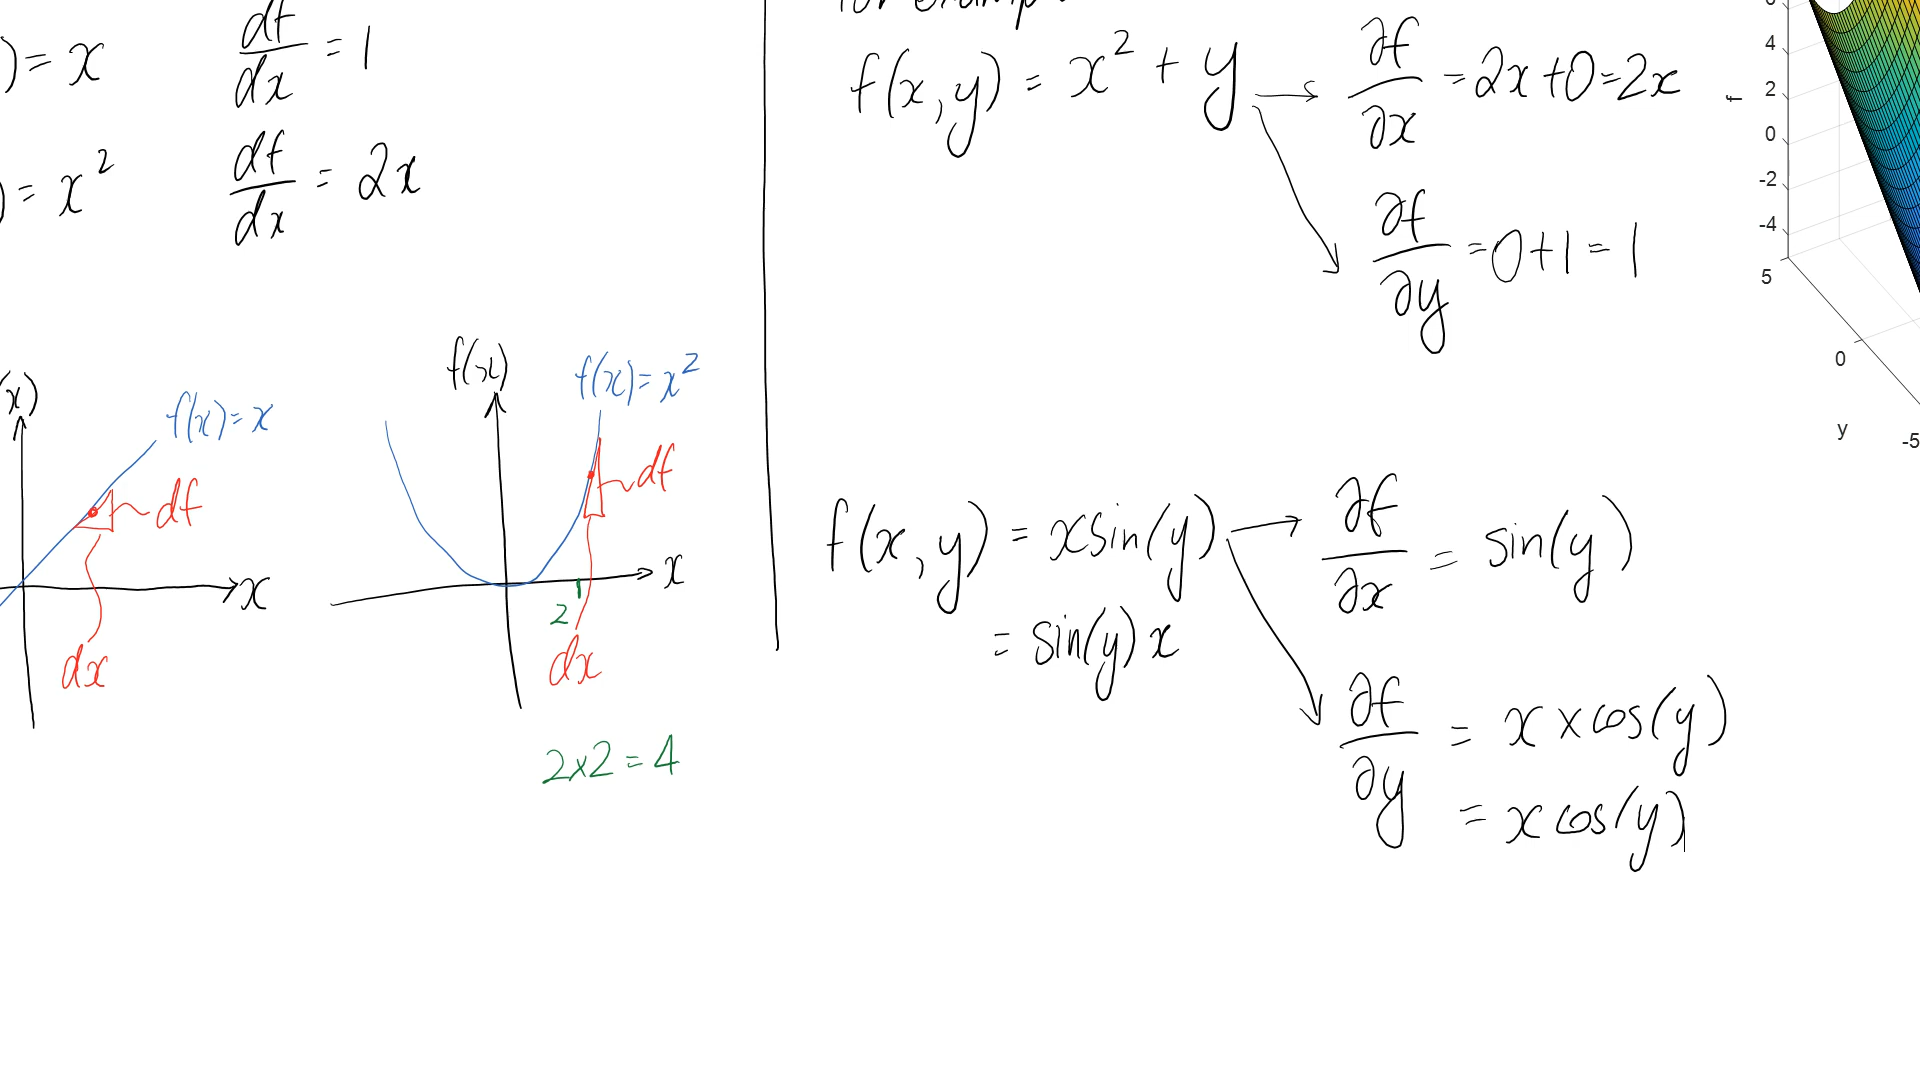 )= x
df/dx = 1
)= x²
df/dx = 2x
(x)
f(x)= x
df
dx
x
f(x)
f(x)= x²
df
2
dx
x
2x2 = 4
f(x,y) = x² + y
∂f/∂x = 2x+0=2x
∂f/∂y =0+1 = 1
f(x,y) = xsin(y)
= sin(y) x
∂f/∂x = sin(y)
∂f/∂y = x x cos(y)
= x cos(y)
4
2
0
-2
-4
5
0
-5
y